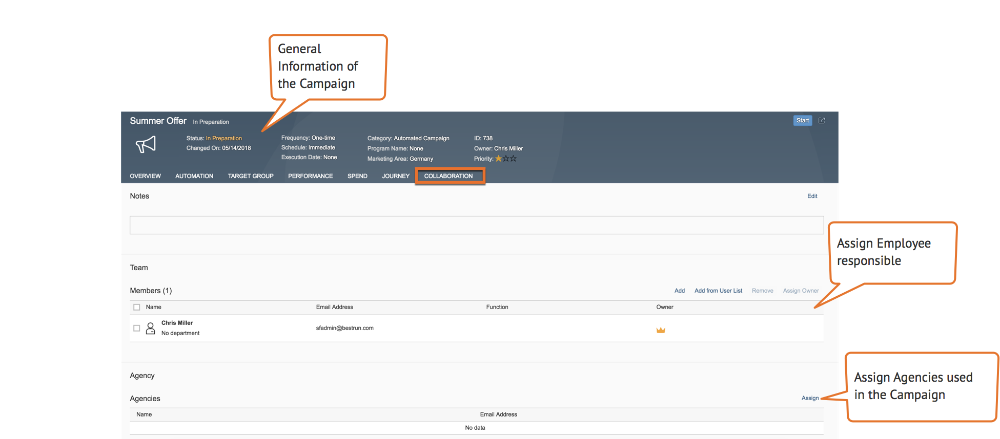 General
Information of
the Campaign
Summer Offer In Preparation
Start
Status: In Preparation
Changed On: 05/14/2018
Frequency: One-time
Schedule: Immediate
Execution Date: None
Category: Automated Campaign
Program Name: None
Marketing Area: Germany
ID: 738
Owner: Chris Miller
Priority:
OVERVIEW AUTOMATION TARGET GROUP PERFORMANCE SPEND JOURNEY COLLABORATION
Notes Edit
Assign Employee
responsible
Team
Members (1) Add Add from User List Remove Assign Owner
Name Email Address Function Owner
Chris Miller
No department
sfadmin@bestrun.com
Agency
Assign Agencies used
in the Campaign
Agencies Assign
Name Email Address
No data